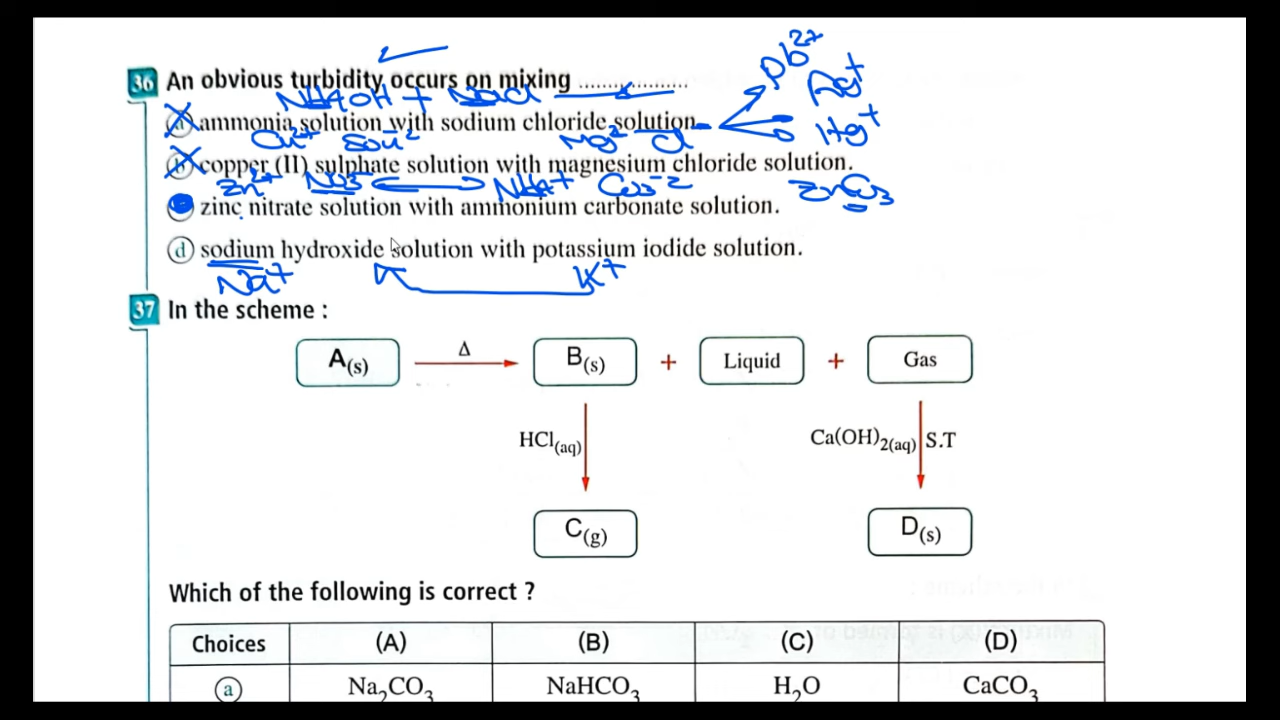 Pb²⁺
36 An obvious turbidity occurs on mixing ..................
NH4OH + NaCl
Ag⁺
ⓐ ammonia solution with sodium chloride solution.
Cu²⁺ SO4⁻² Mg² Cl Hg⁺
ⓑ copper (II) sulphate solution with magnesium chloride solution.
Zn²⁺ NO3⁻ NH4⁺ CO3⁻² ZnCO3
zinc nitrate solution with ammonium carbonate solution.
ⓓ sodium hydroxide solution with potassium iodide solution.
Na⁺ K⁺
37 In the scheme :
A(s) Δ B(s) + Liquid + Gas
HCl(aq) Ca(OH)₂(aq) S.T
C(g) D(s)
Which of the following is correct ?
Choices (A) (B) (C) (D)
ⓐ Na₂CO₃ NaHCO₃ H₂O CaCO₃